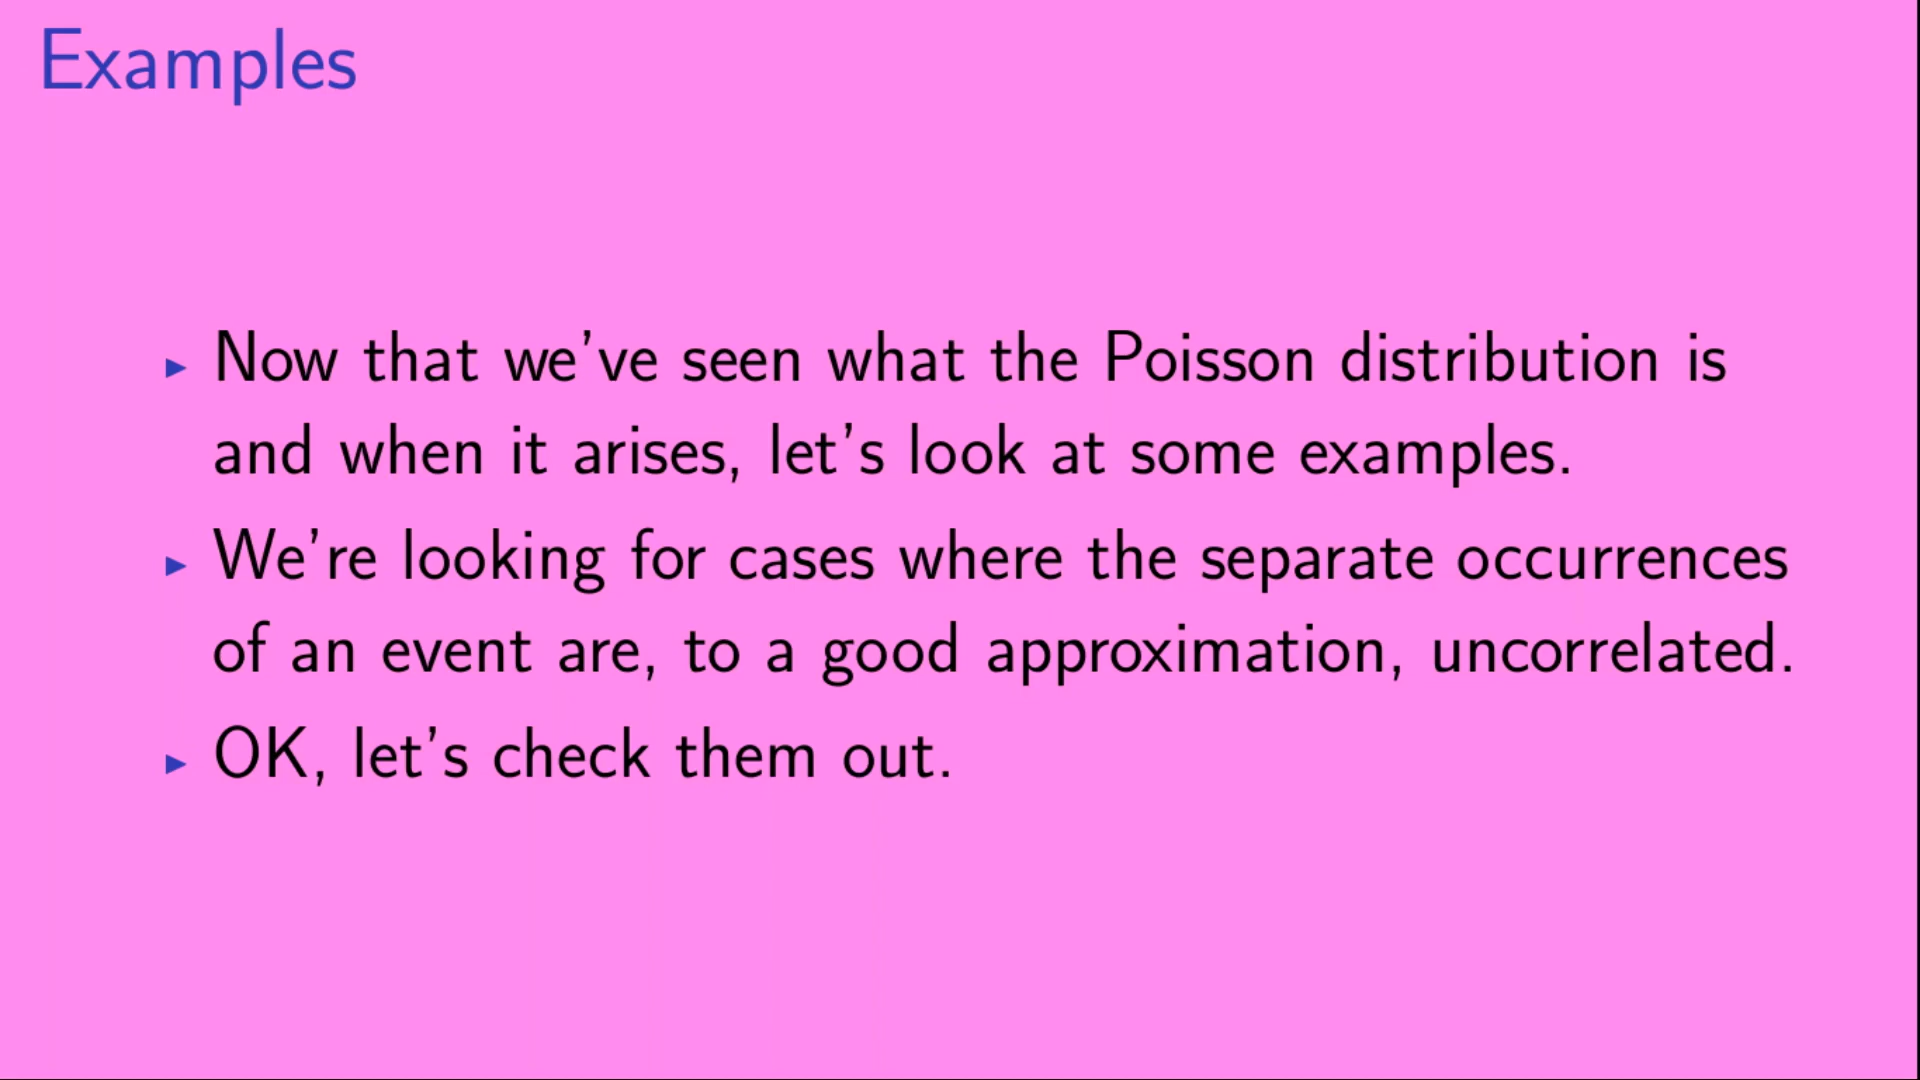 Examples
▸ Now that we've seen what the Poisson distribution is
and when it arises, let's look at some examples.
▸ We're looking for cases where the separate occurrences
of an event are, to a good approximation, uncorrelated.
▸ OK, let's check them out.